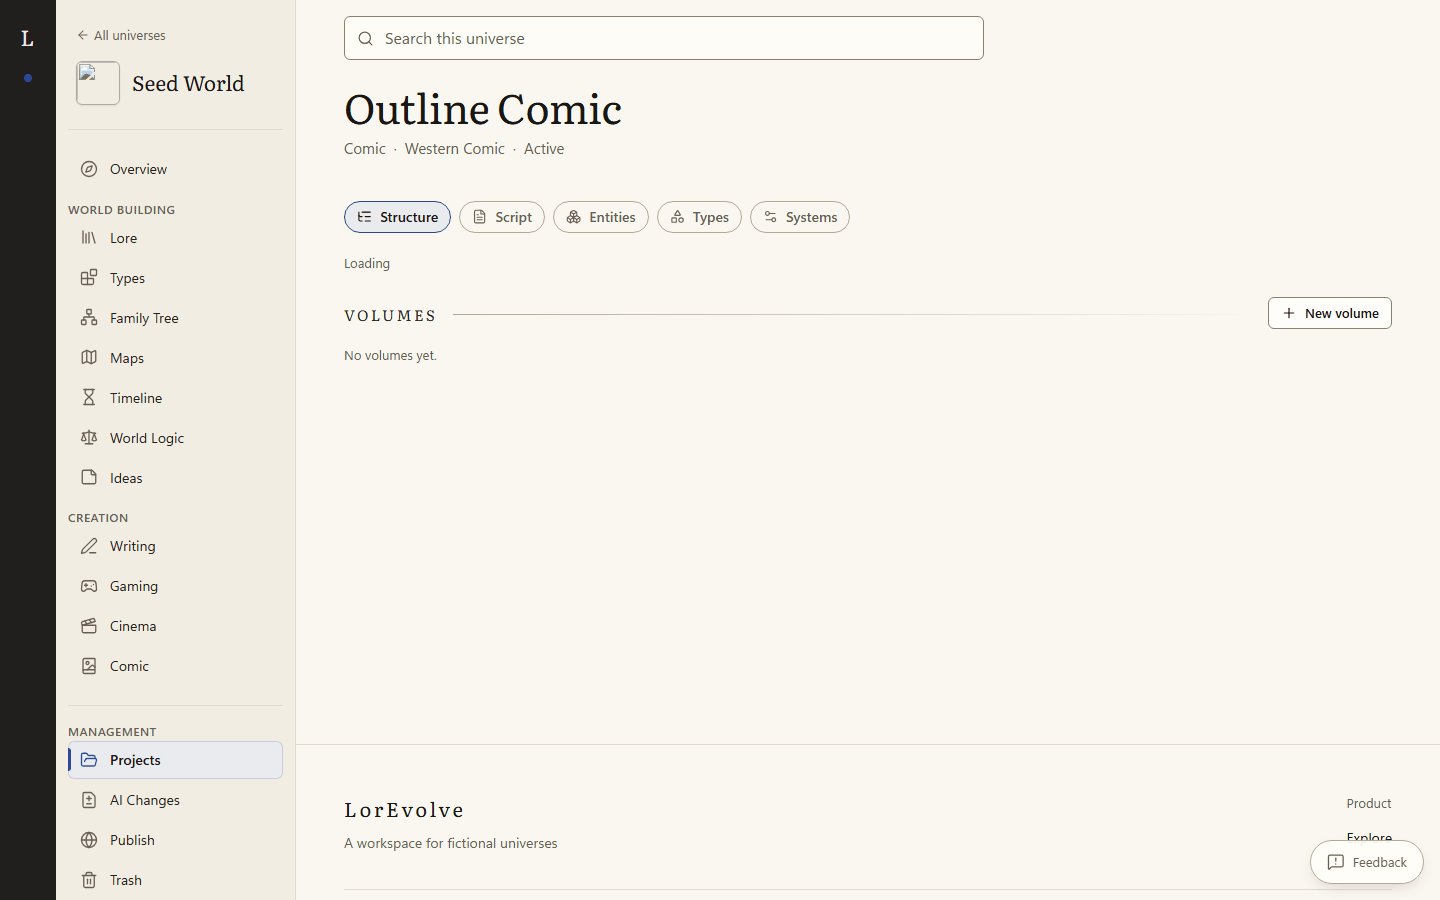 L
All universes
Seed World
Overview
WORLD BUILDING
Lore
Types
Family Tree
Maps
Timeline
World Logic
Ideas
CREATION
Writing
Gaming
Cinema
Comic
MANAGEMENT
Projects
AI Changes
Publish
Trash
Search this universe
Outline Comic
Comic · Western Comic · Active
Structure Script Entities Types Systems
Loading
VOLUMES
New volume
No volumes yet.
LorEvolve
A workspace for fictional universes
Product
Explore
Feedback